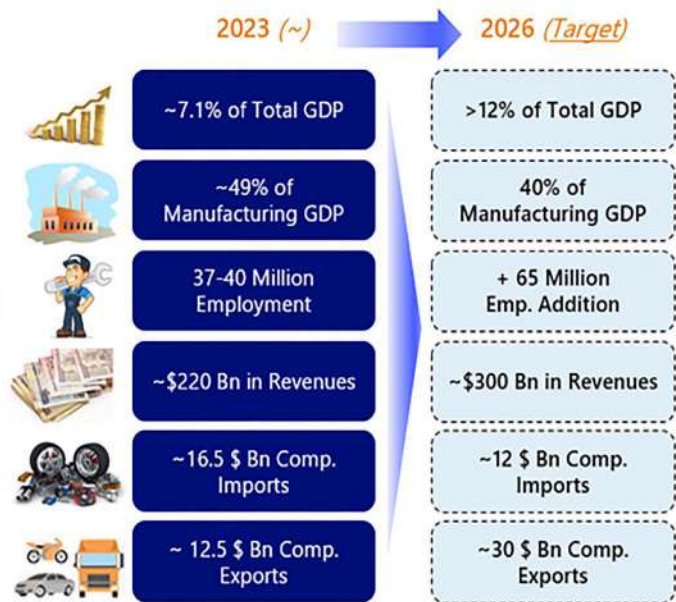 2023 (~)
2026 (Target)
~7.1% of Total GDP
>12% of Total GDP
~49% of
Manufacturing GDP
40% of
Manufacturing GDP
37-40 Million
Employment
+ 65 Million
Emp. Addition
~$220 Bn in Revenues
~$300 Bn in Revenues
~16.5 $ Bn Comp.
Imports
~12 $ Bn Comp.
Imports
~ 12.5 $ Bn Comp.
Exports
~30 $ Bn Comp.
Exports